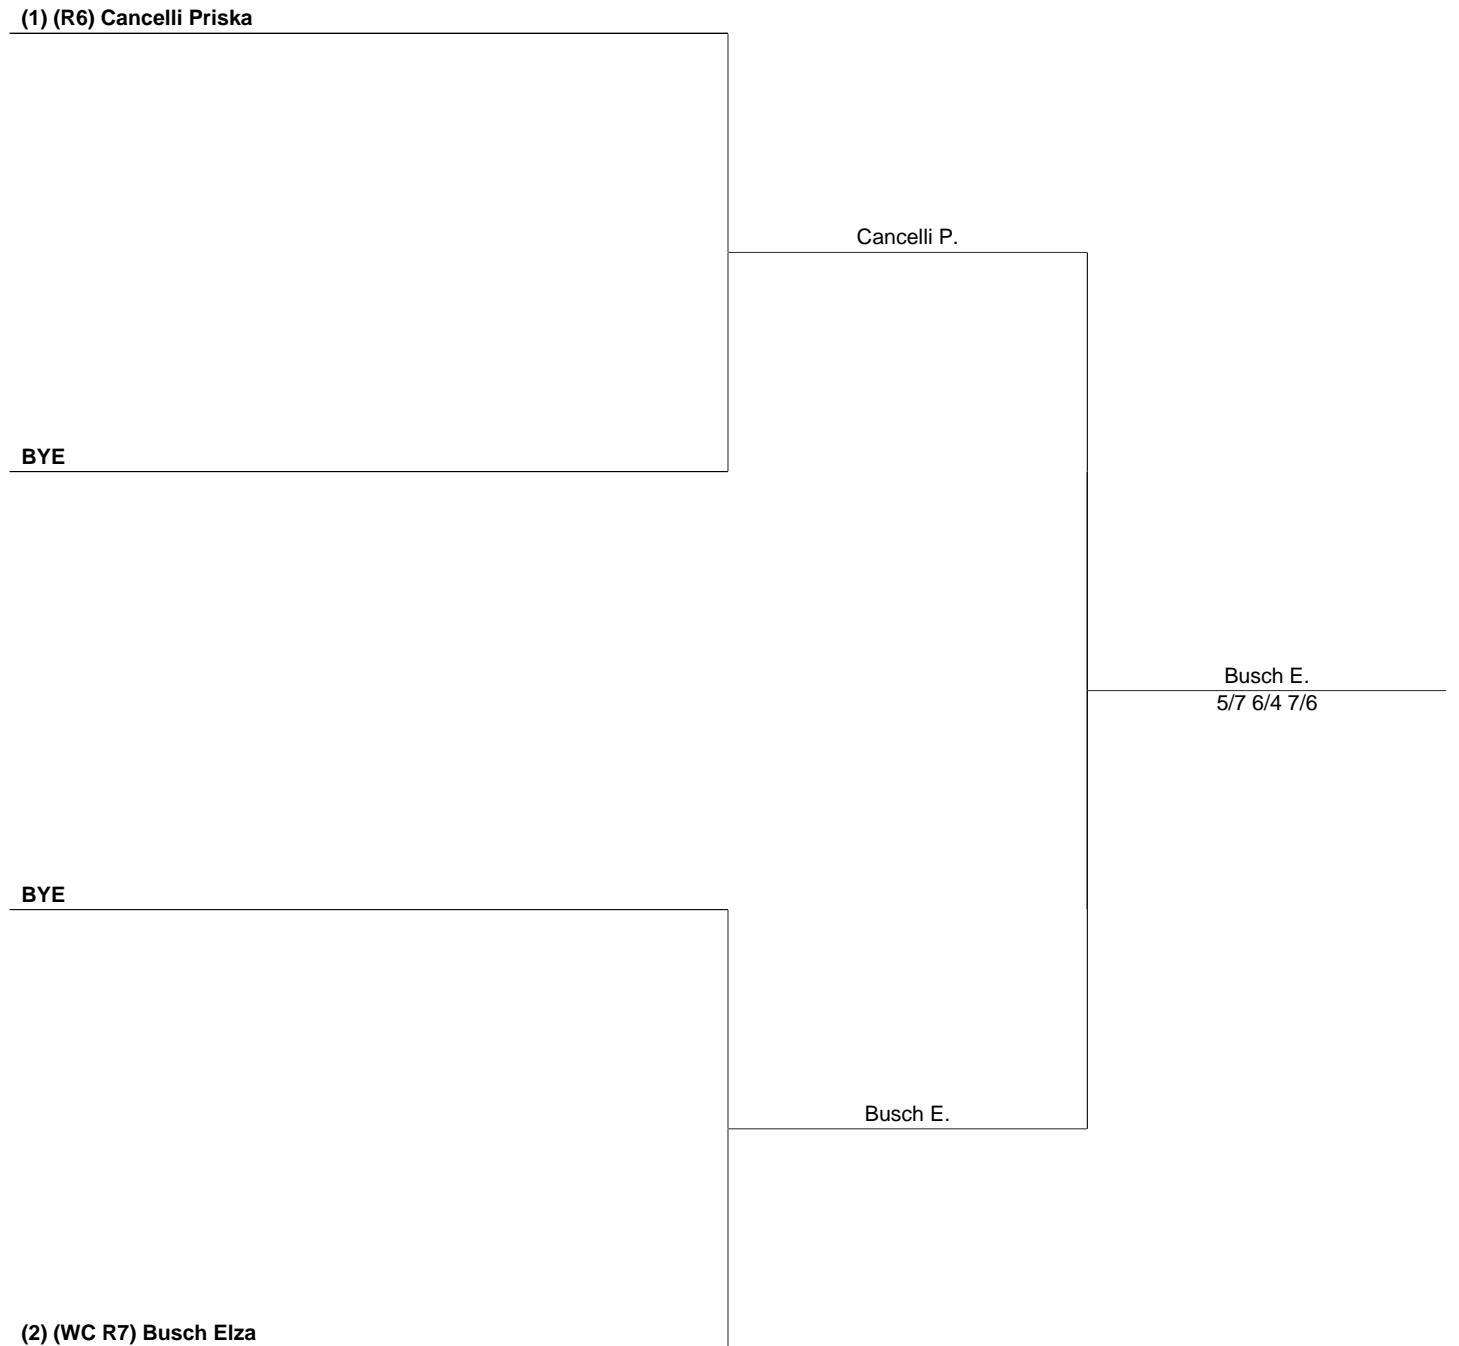 (1) (R6) Cancelli Priska
Cancelli P.
BYE
Busch E.
5/7 6/4 7/6
BYE
Busch E.
(2) (WC R7) Busch Elza